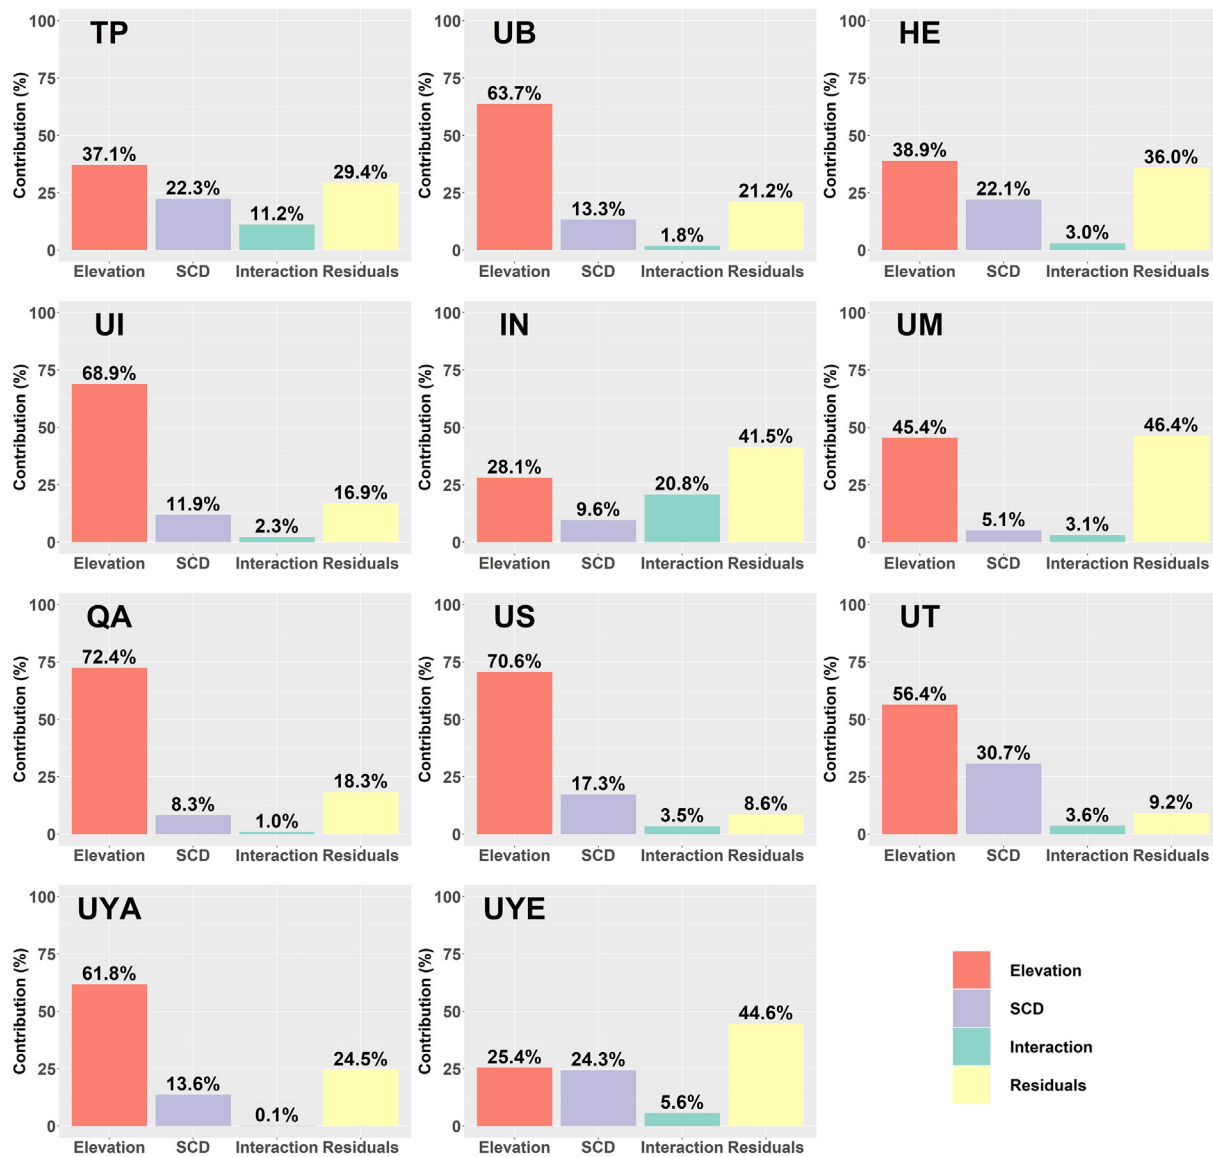 TP
Contribution (%)
100
75
50
25
0
37.1%
22.3%
11.2%
29.4%
Elevation SCD Interaction Residuals
UB
Contribution (%)
100
75
50
25
0
63.7%
13.3%
1.8%
21.2%
Elevation SCD Interaction Residuals
HE
Contribution (%)
100
75
50
25
0
38.9%
22.1%
3.0%
36.0%
Elevation SCD Interaction Residuals
UI
Contribution (%)
100
75
50
25
0
68.9%
11.9%
2.3%
16.9%
Elevation SCD Interaction Residuals
IN
Contribution (%)
100
75
50
25
0
28.1%
9.6%
20.8%
41.5%
Elevation SCD Interaction Residuals
UM
Contribution (%)
100
75
50
25
0
45.4%
5.1%
3.1%
46.4%
Elevation SCD Interaction Residuals
QA
Contribution (%)
100
75
50
25
0
72.4%
8.3%
1.0%
18.3%
Elevation SCD Interaction Residuals
US
Contribution (%)
100
75
50
25
0
70.6%
17.3%
3.5%
8.6%
Elevation SCD Interaction Residuals
UT
Contribution (%)
100
75
50
25
0
56.4%
30.7%
3.6%
9.2%
Elevation SCD Interaction Residuals
UYA
Contribution (%)
100
75
50
25
0
61.8%
13.6%
0.1%
24.5%
Elevation SCD Interaction Residuals
UYE
Contribution (%)
100
75
50
25
0
25.4%
24.3%
5.6%
44.6%
Elevation SCD Interaction Residuals
Elevation
SCD
Interaction
Residuals